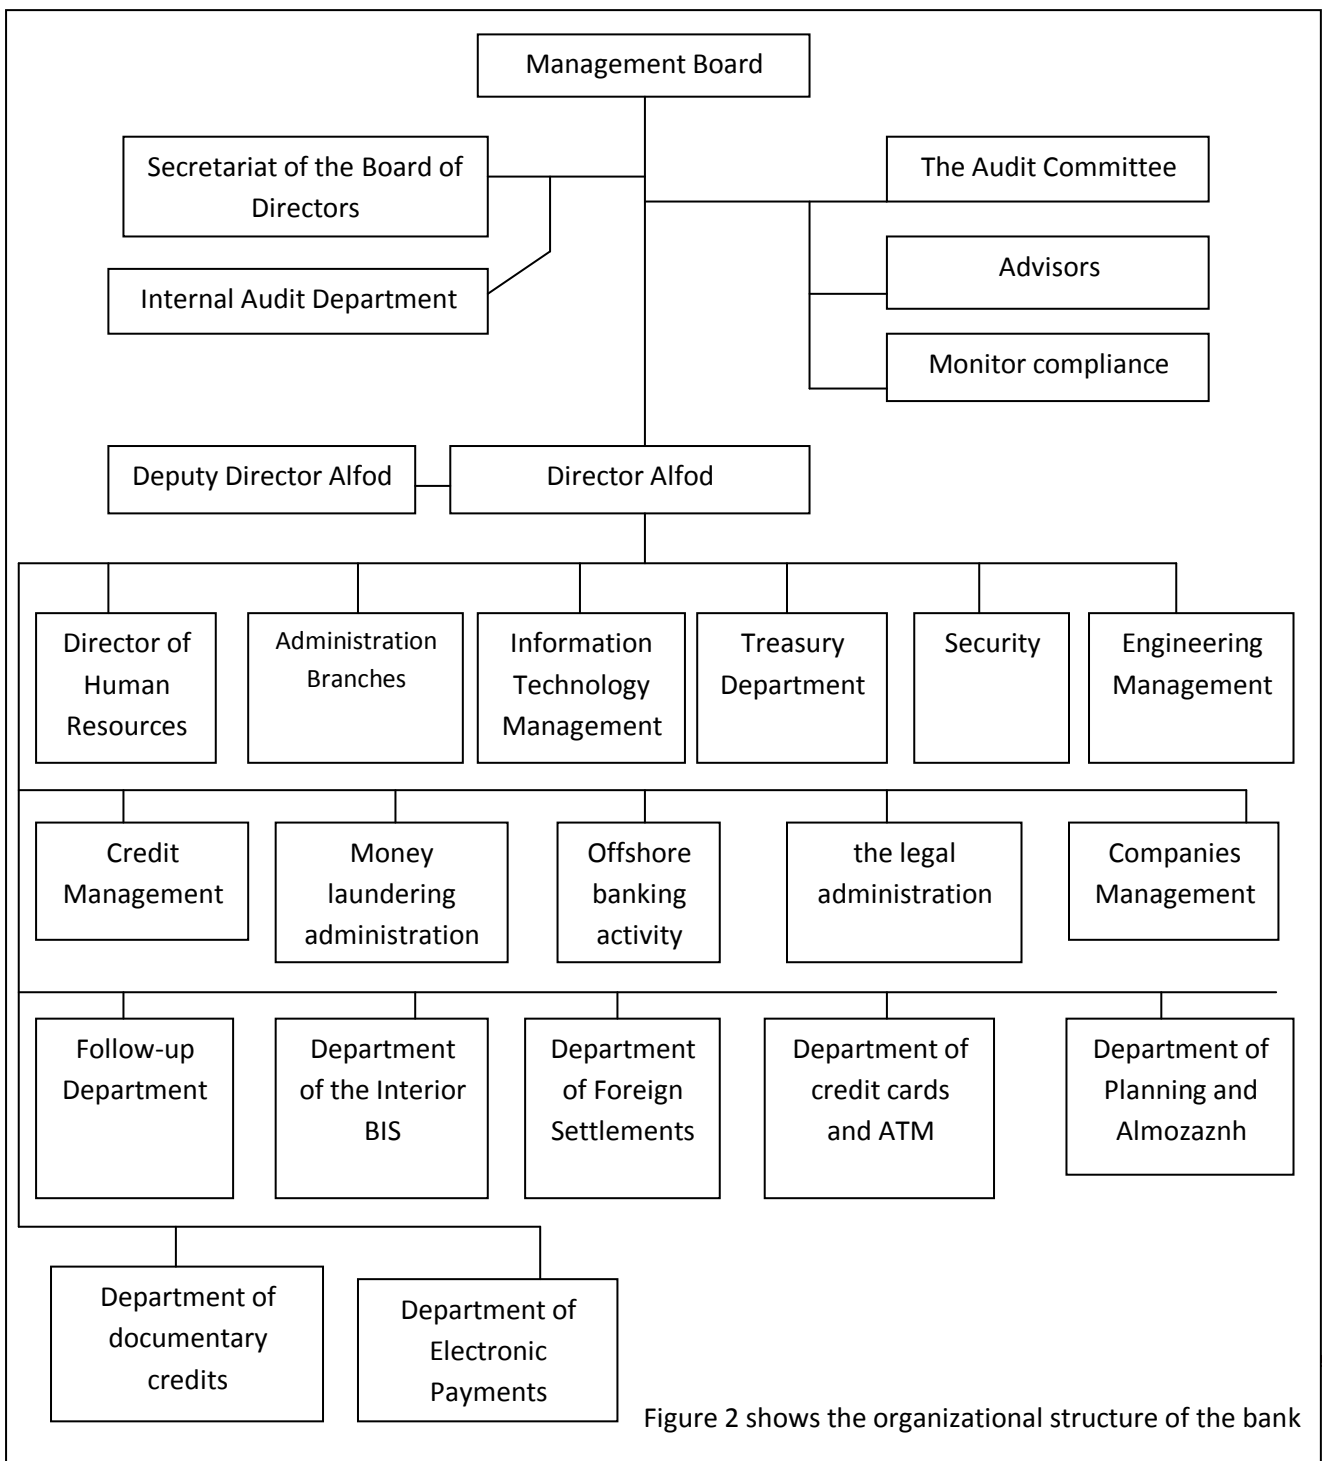 Management Board
Secretariat of the Board of
Directors
The Audit Committee
Internal Audit Department
Advisors
Monitor compliance
Deputy Director Alfod
Director Alfod
Director of
Human
Resources
Administration
Branches
Information
Technology
Management
Treasury
Department
Security
Engineering
Management
Credit
Management
Money
laundering
administration
Offshore
banking
activity
the legal
administration
Companies
Management
Follow-up
Department
Department
of the Interior
BIS
Department
of Foreign
Settlements
Department of
credit cards
and ATM
Department of
Planning and
Almozaznh
Department of
documentary
credits
Department of
Electronic
Payments
Figure 2 shows the organizational structure of the bank